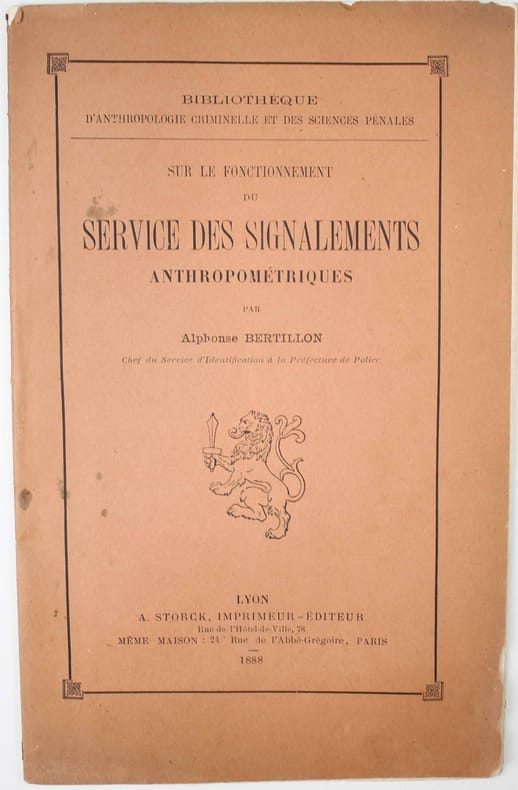 BIBLIOTHÈQUE
D'ANTHROPOLOGIE CRIMINELLE ET DES SCIENCES PÉNALES
SUR LE FONCTIONNEMENT
DU
SERVICE DES SIGNALEMENTS
ANTHROPOMÉTRIQUES
PAR
Alphonse BERTILLON
Chef du Service d'Identification à la Préfecture de Police
LYON
A. STORCK, IMPRIMEUR-ÉDITEUR
Rue de l'Hôtel-de-Ville, 78.
MÊME MAISON : 24 Rue de l'Abbé-Grégoire, PARIS
1888